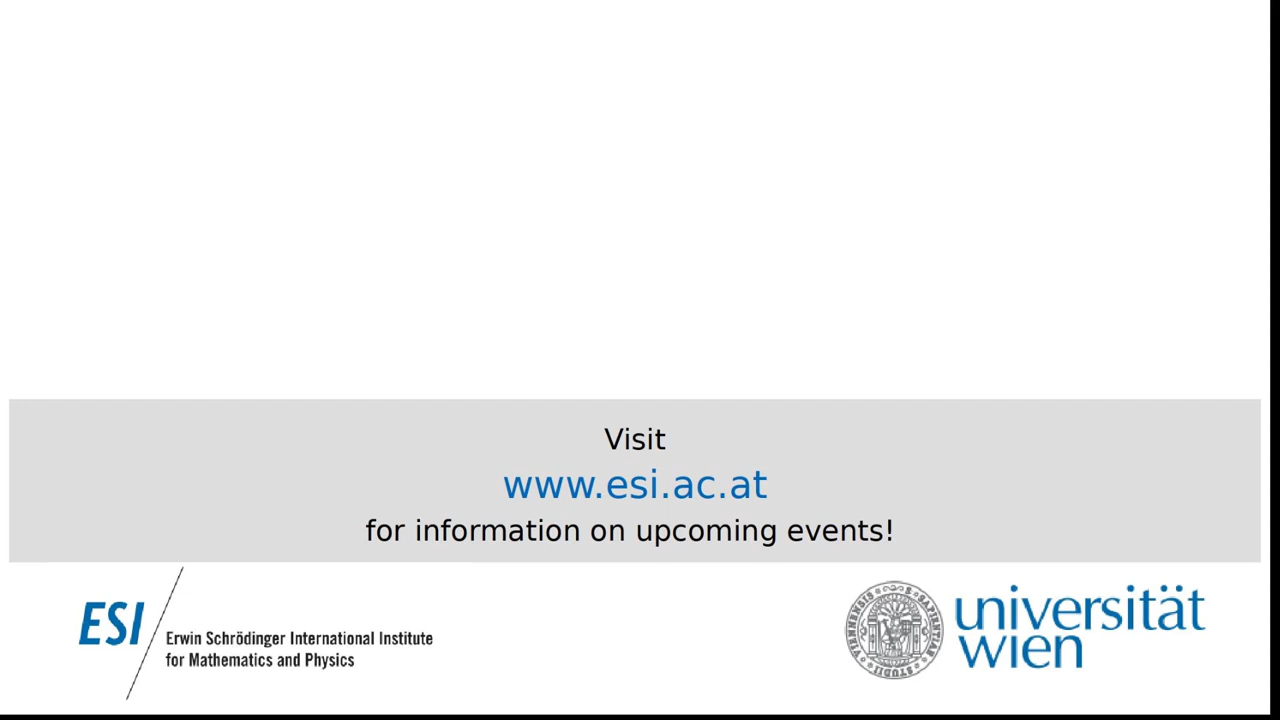 Visit
www.esi.ac.at
for information on upcoming events!
ESI
Erwin Schrödinger International Institute
for Mathematics and Physics
universität
wien